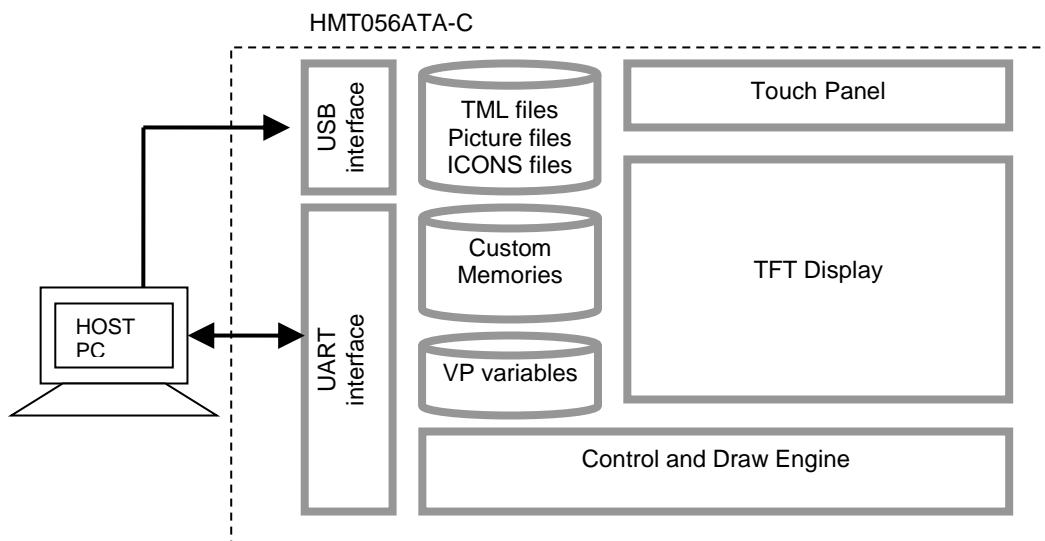 HMT056ATA-C
USB
interface
TML files
Picture files
ICONS files
Touch Panel
Custom
Memories
TFT Display
HOST
PC
UART
interface
VP variables
Control and Draw Engine